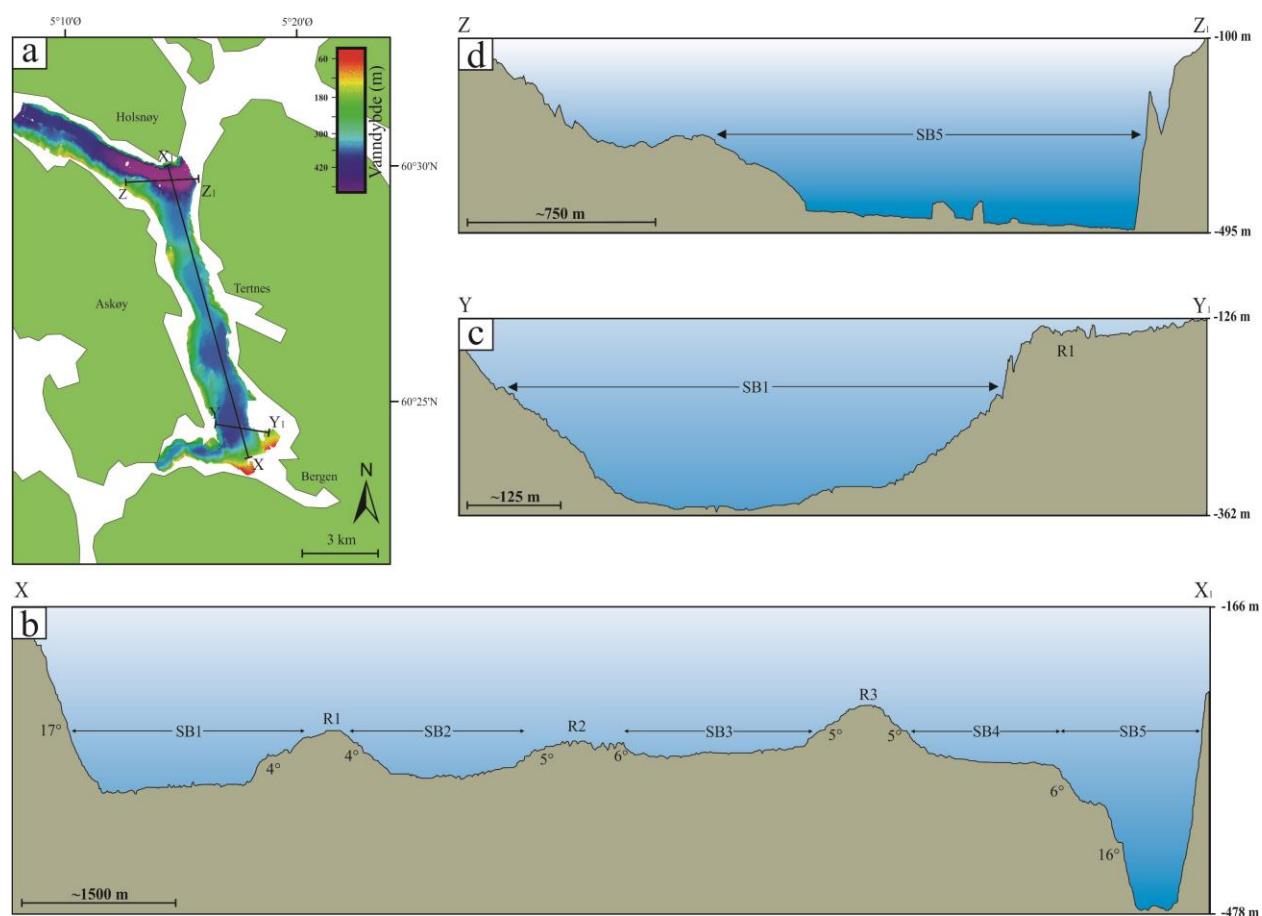 5°10'Ø
5°20'Ø
a
60
180
300
420
Vanndybde (m)
Holsnøy
60°30'N
X₁
Z
Z₁
Askøy
Tertnes
60°25'N
Y
Y₁
X
Bergen
N
3 km
Z
Z₁
d
-100 m
SB5
~750 m
-495 m
Y
Y₁
c
-126 m
R1
SB1
~125 m
-362 m
X
X₁
b
-166 m
17°
SB1
R1
SB2
R2
SB3
R3
SB4
SB5
4°
4°
5°
6°
5°
5°
6°
16°
~1500 m
-478 m